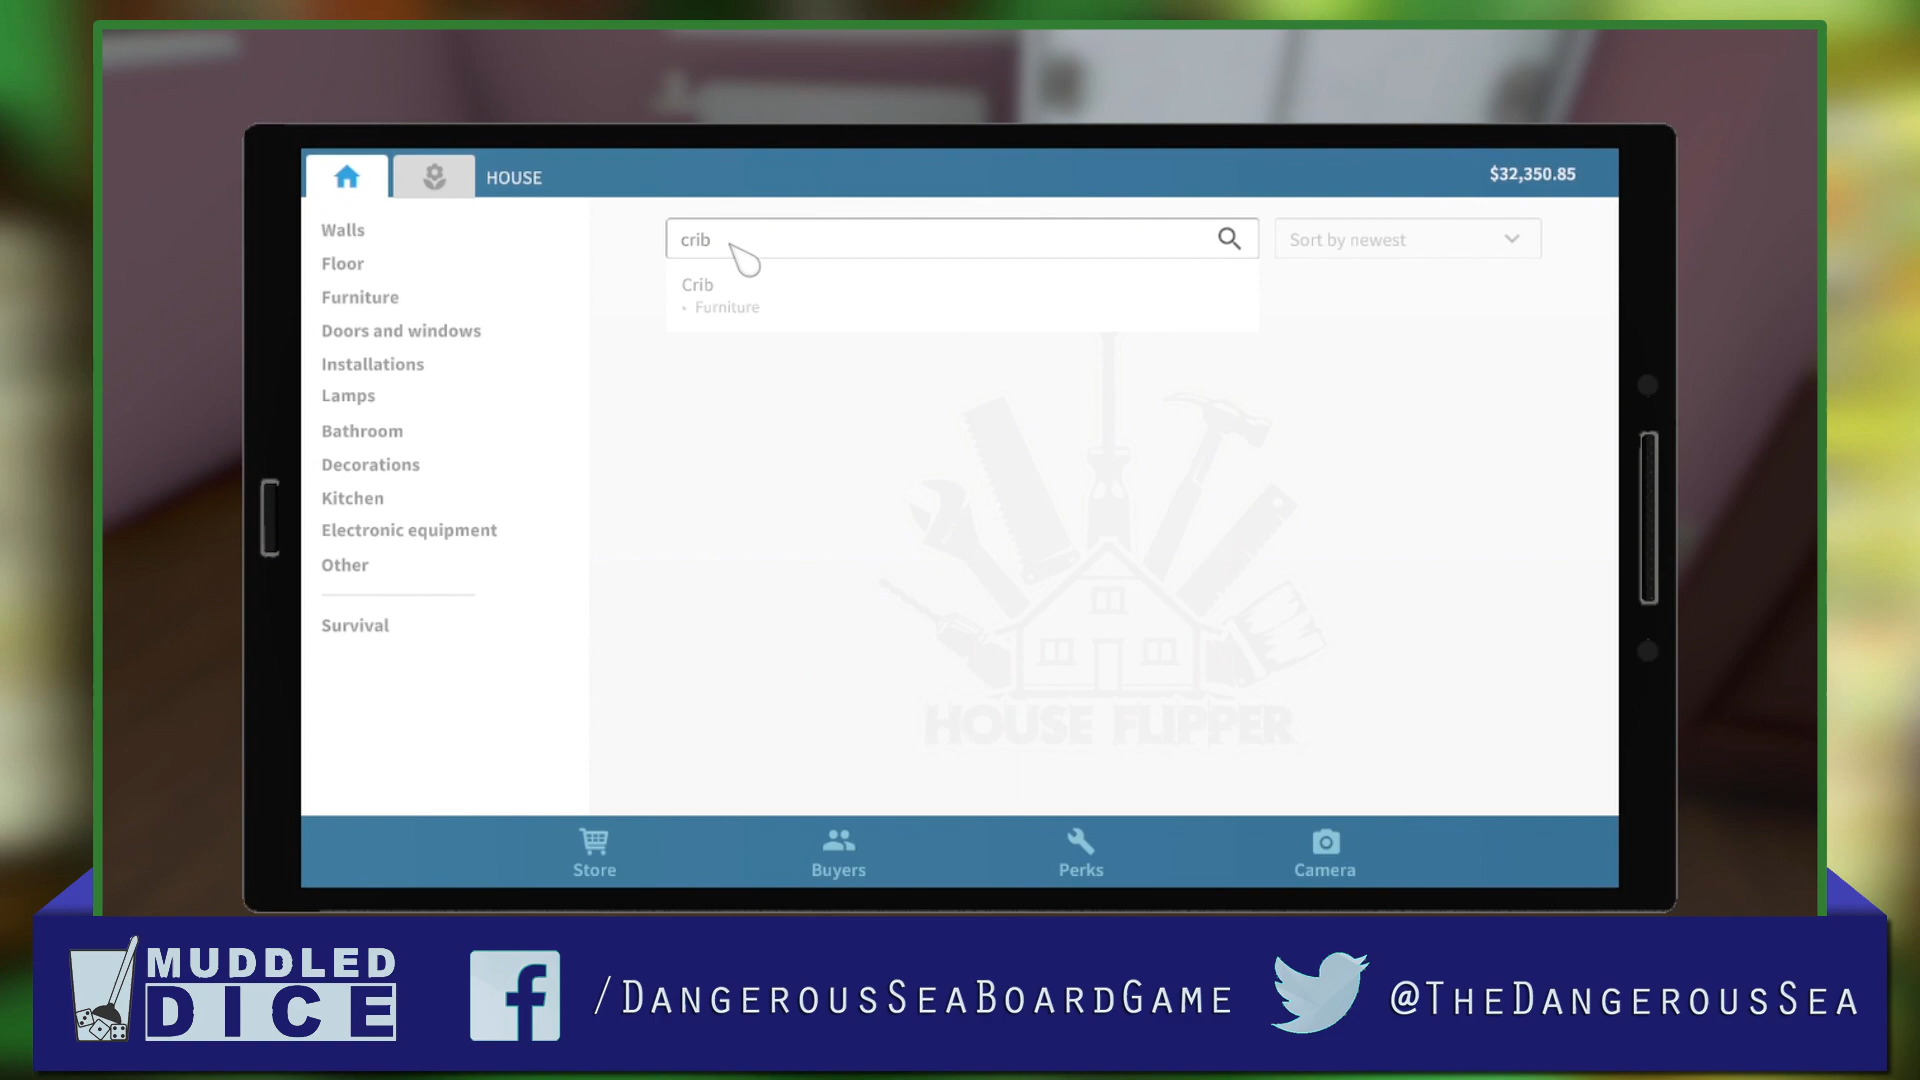 HOUSE
$32,350.85
Walls
Floor
Furniture
Doors and windows
Installations
Lamps
Bathroom
Decorations
Kitchen
Electronic equipment
Other
Survival
crib
Sort by newest
Crib
• Furniture
HOUSE FLIPPER
Store
Buyers
Perks
Camera
MUDDLED
DICE
/DANGEROUSSEABOARDGAME
@THEDANGEROUSSEA